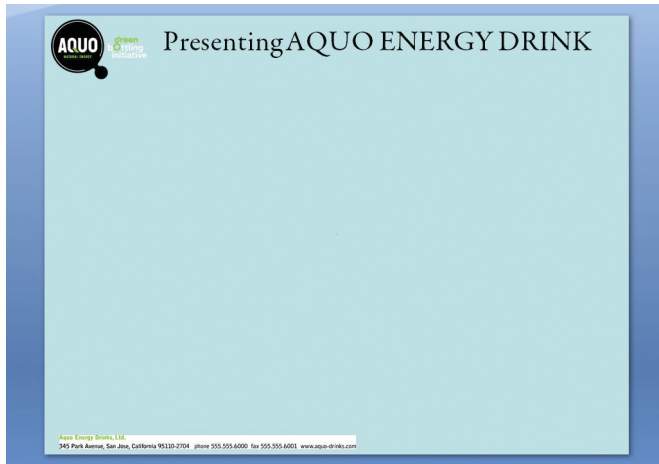 AQUO
NATURAL ENERGY
green
bottling
initiative
Presenting AQUO ENERGY DRINK
Aquo Energy Drinks, Ltd.
345 Park Avenue, San Jose, California 95110-2704 phone 555.555.6000 fax 555.555.6001 www.aquo-drinks.com